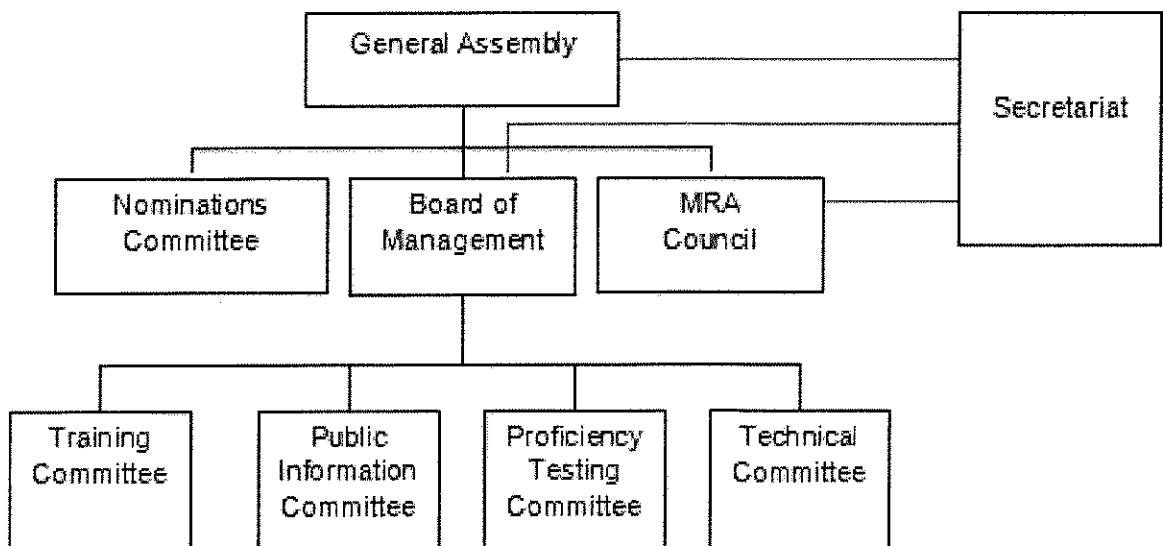 General Assembly
Secretariat
Nominations
Committee
Board of
Management
MRA
Council
Training
Committee
Public
Information
Committee
Proficiency
Testing
Committee
Technical
Committee